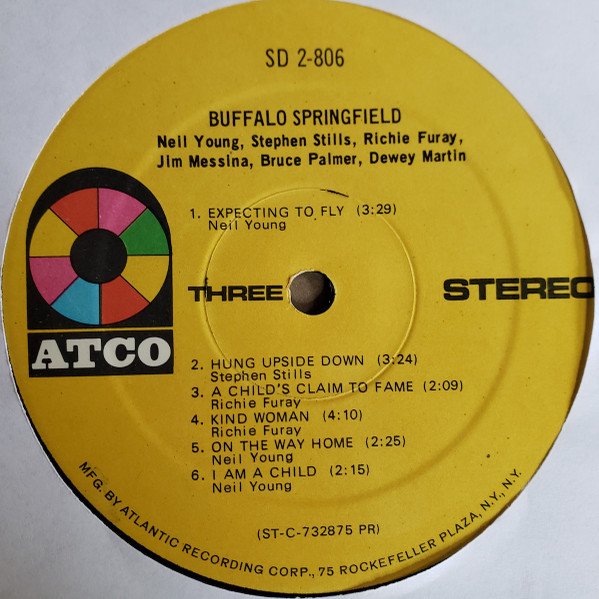 SD 2-806
BUFFALO SPRINGFIELD
Neil Young, Stephen Stills, Richie Furay,
Jim Messina, Bruce Palmer, Dewey Martin
1. EXPECTING TO FLY (3:29)
Neil Young
THREE
STEREO
ATCO
2. HUNG UPSIDE DOWN (3:24)
Stephen Stills
3. A CHILD'S CLAIM TO FAME (2:09)
Richie Furay
4. KIND WOMAN (4:10)
Richie Furay
5. ON THE WAY HOME (2:25)
Neil Young
6. I AM A CHILD (2:15)
Neil Young
(ST-C-732875 PR)
MFG. BY ATLANTIC RECORDING CORP., 75 ROCKEFELLER PLAZA, N.Y., N.Y.